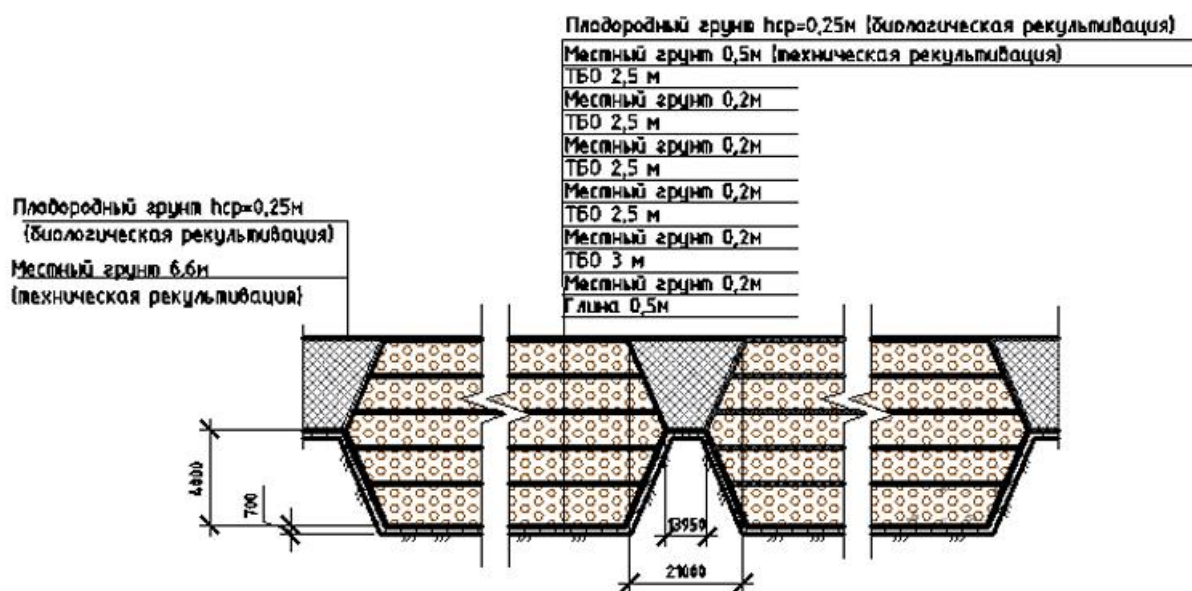 Плодородный грунт hср=0,25м (биологическая рекультивация)
Местный грунт 0,5м (техническая рекультивация)
ТБО 2,5 м
Местный грунт 0,2м
ТБО 2,5 м
Местный грунт 0,2м
ТБО 2,5 м
Местный грунт 0,2м
ТБО 2,5 м
Местный грунт 0,2м
ТБО 3 м
Местный грунт 0,2м
Глина 0,5м
Плодородный грунт hср=0,25м
(биологическая рекультивация)
Местный грунт 6,6м
(техническая рекультивация)
700
13950